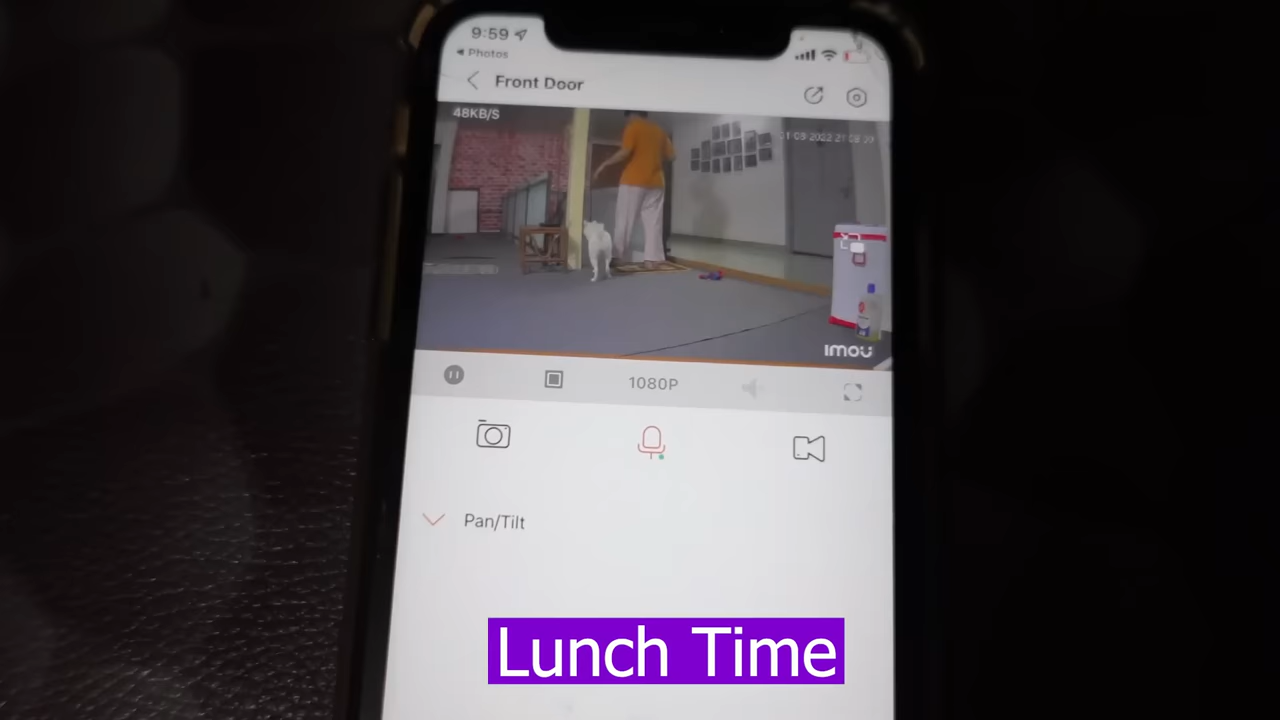 9:59
Photos
Front Door
48KB/S
imou
1080P
Pan/Tilt
Lunch Time